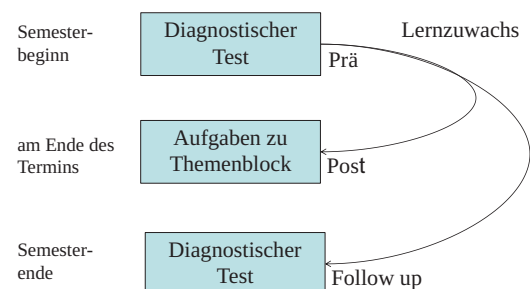 Semester-
beginn
Diagnostischer
Test
Prä
Lernzuwachs
am Ende des
Termins
Aufgaben zu
Themenblock
Post
Semester-
ende
Diagnostischer
Test
Follow up